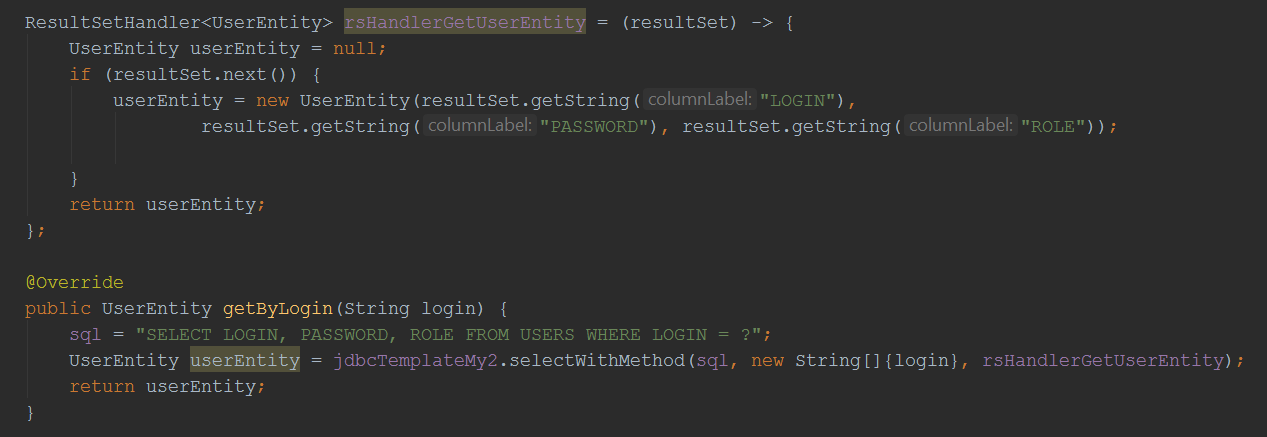 ResultSetHandler<UserEntity> rsHandlerGetUserEntity = (resultSet) -> {
    UserEntity userEntity = null;
    if (resultSet.next()) {
        userEntity = new UserEntity(resultSet.getString( columnLabel: "LOGIN"),
                resultSet.getString( columnLabel: "PASSWORD"), resultSet.getString( columnLabel: "ROLE"));
    }
    return userEntity;
};
@Override
public UserEntity getByLogin(String login) {
    sql = "SELECT LOGIN, PASSWORD, ROLE FROM USERS WHERE LOGIN = ?";
    UserEntity userEntity = jdbcTemplateMy2.selectWithMethod(sql, new String[]{login}, rsHandlerGetUserEntity);
    return userEntity;
}